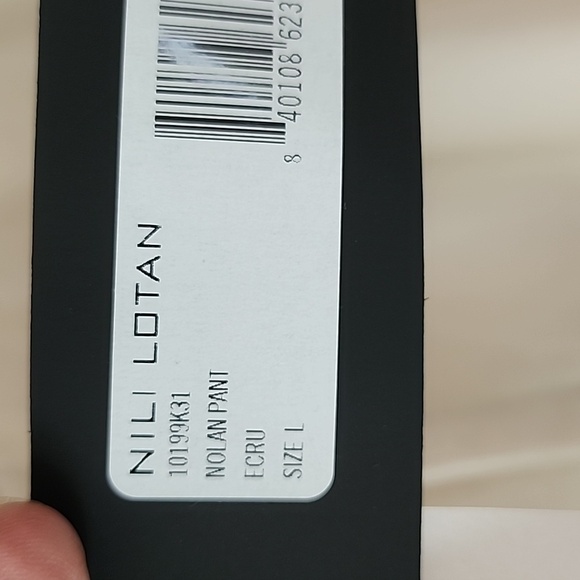 NILI LOTAN
10199K31
NOLAN PANT
ECRU
SIZE L
8 40108 623